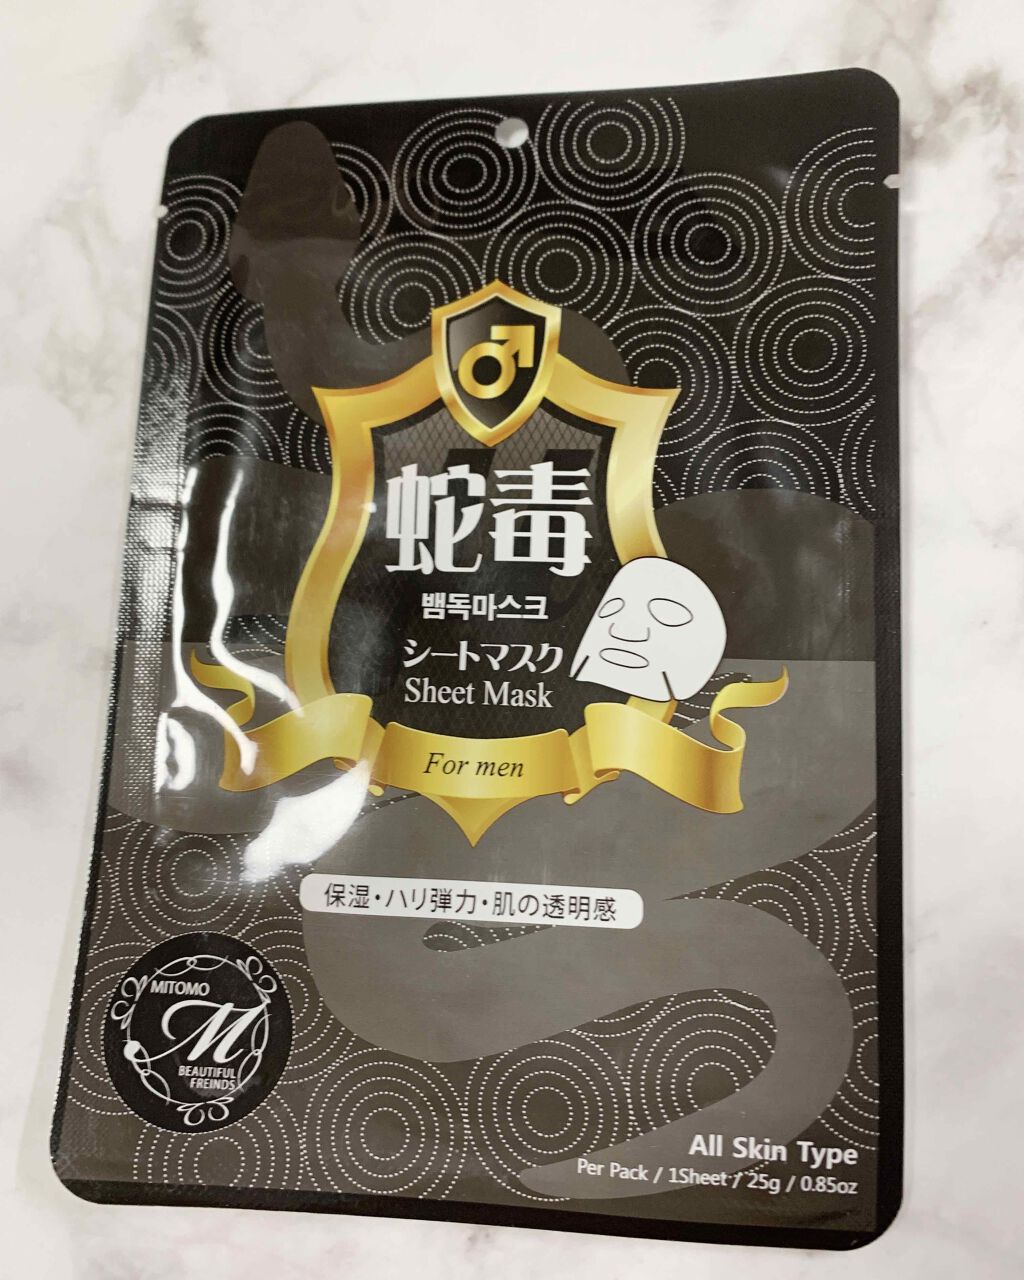 蛇毒
뱀독마스크
シートマスク
Sheet Mask
For men
保湿・ハリ弾力・肌の透明感
MITOMO
M
BEAUTIFUL
FREINDS
All Skin Type
Per Pack / 1Sheet / 25g / 0.85oz